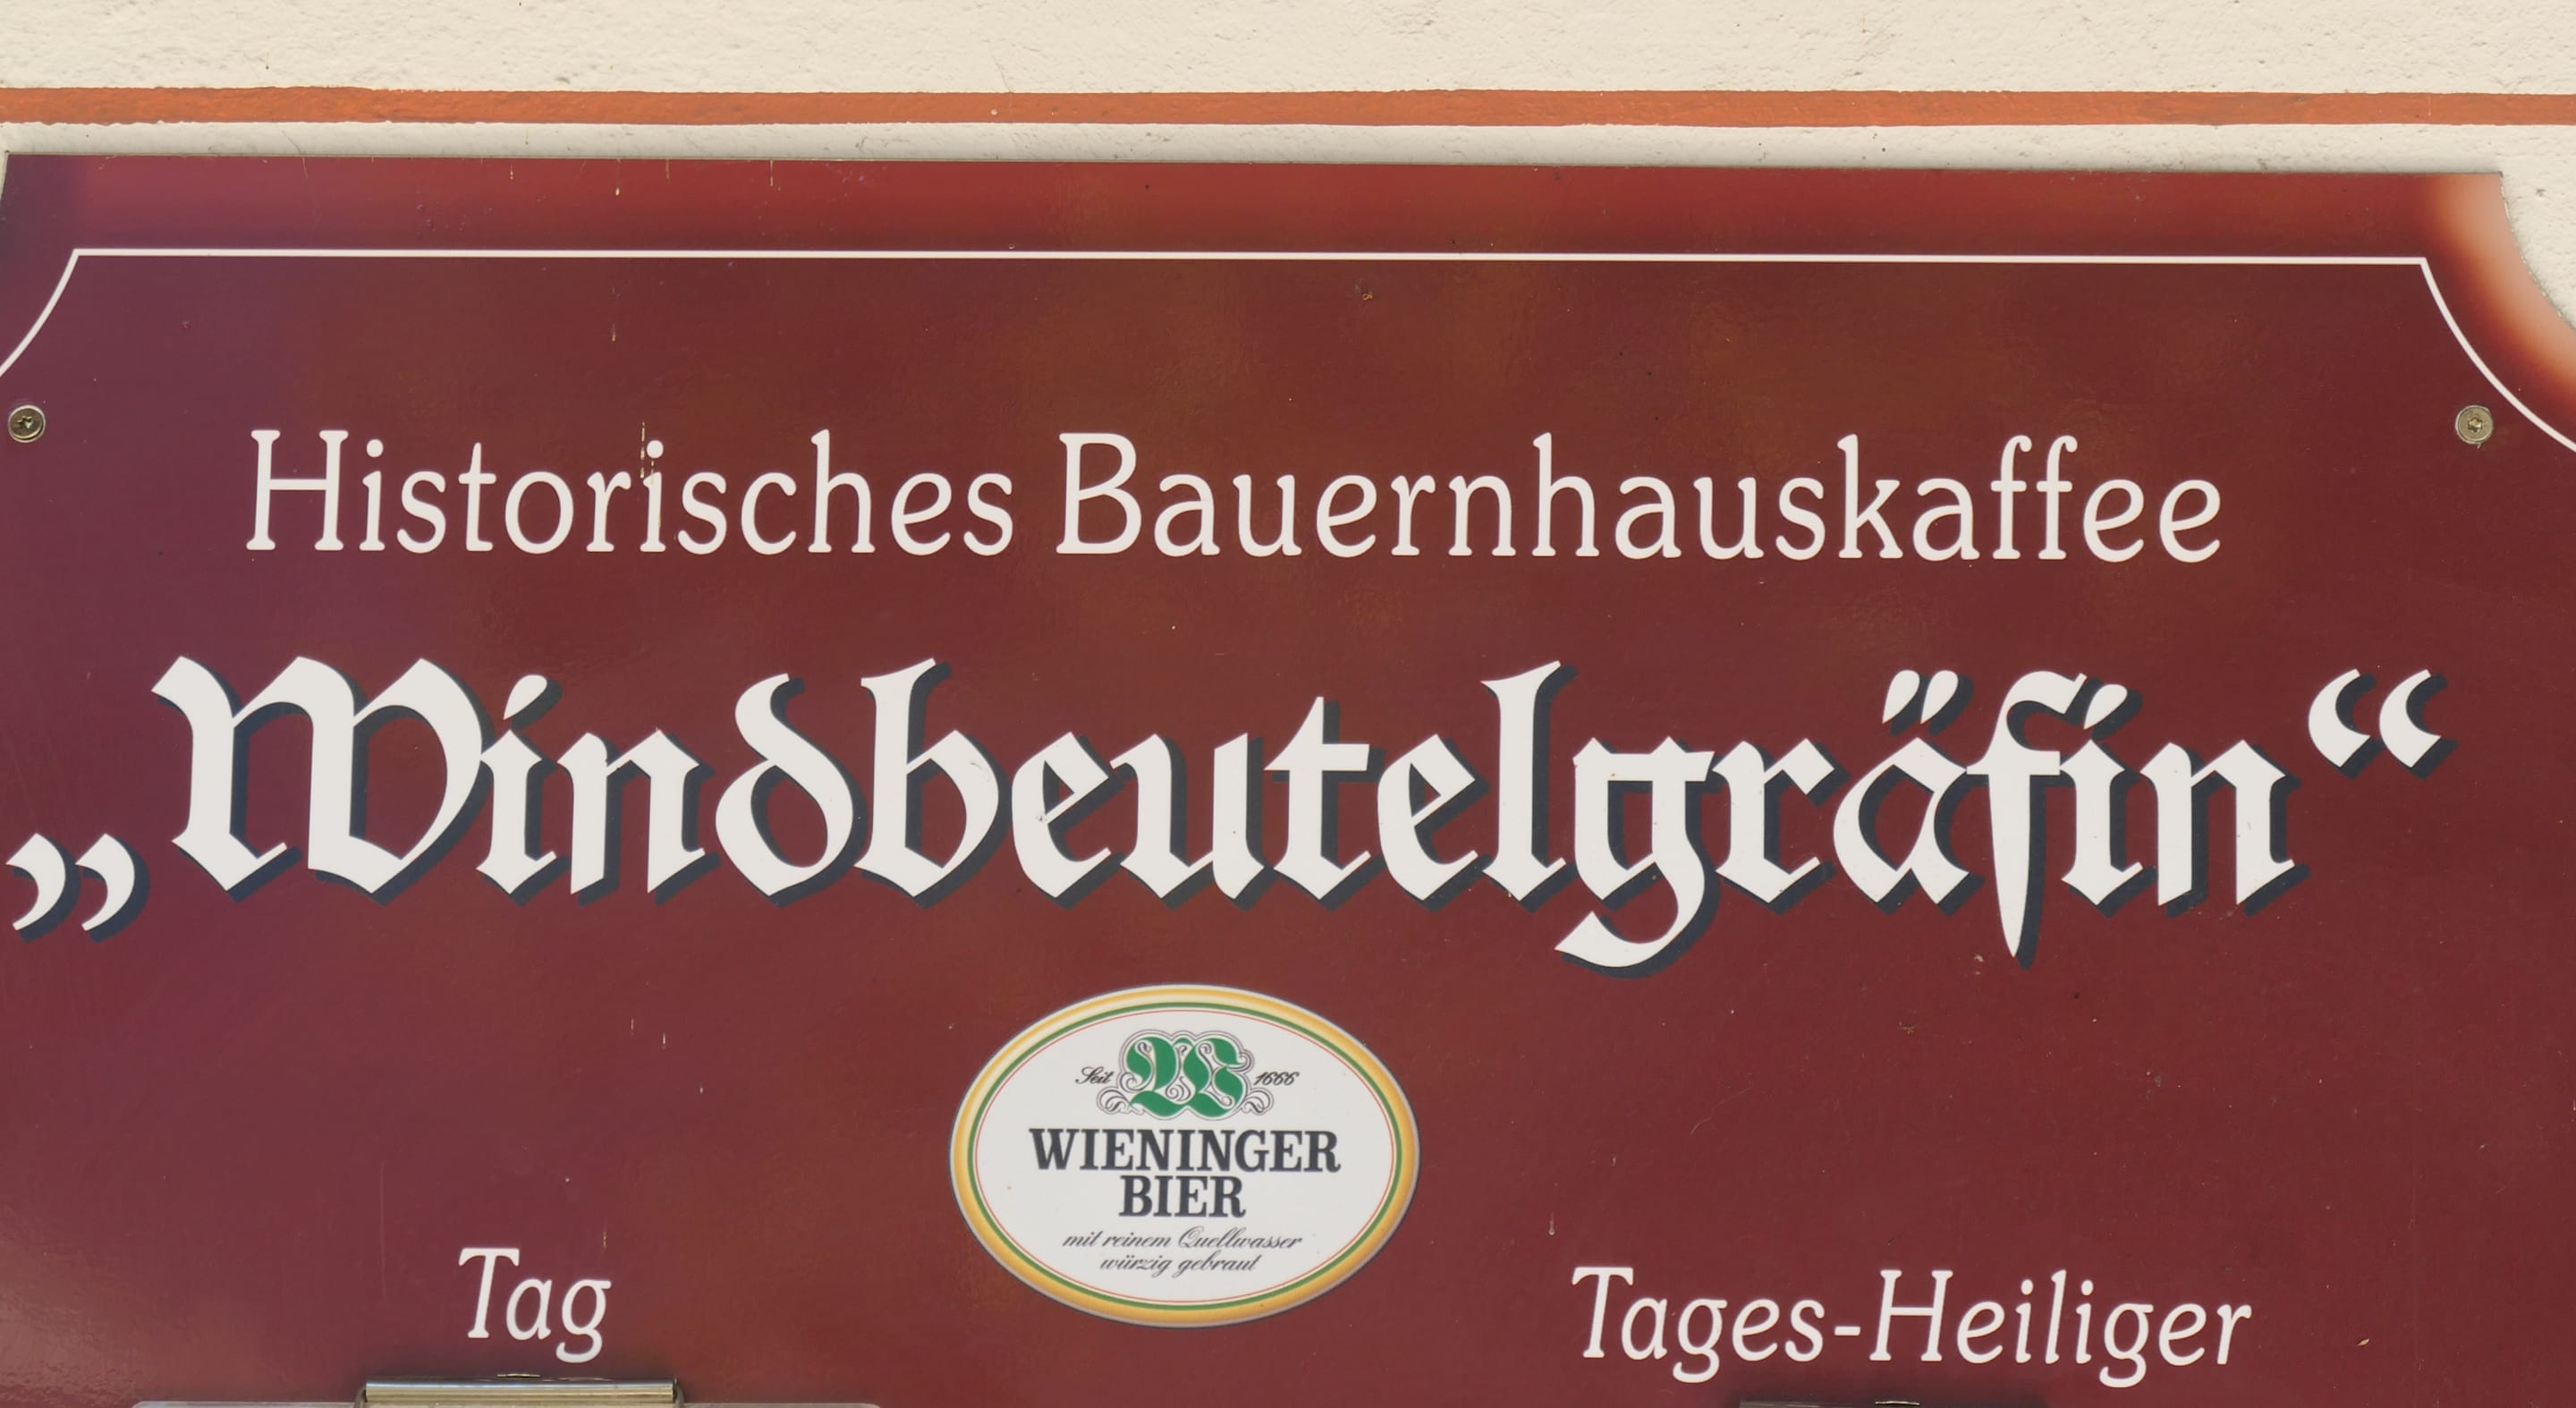 Historisches Bauernhauskaffee
„Windbeutelgräfin“
Seit 1666
WIENINGER
BIER
mit reinem Quellwasser
würzig gebraut
Tag
Tages-Heiliger